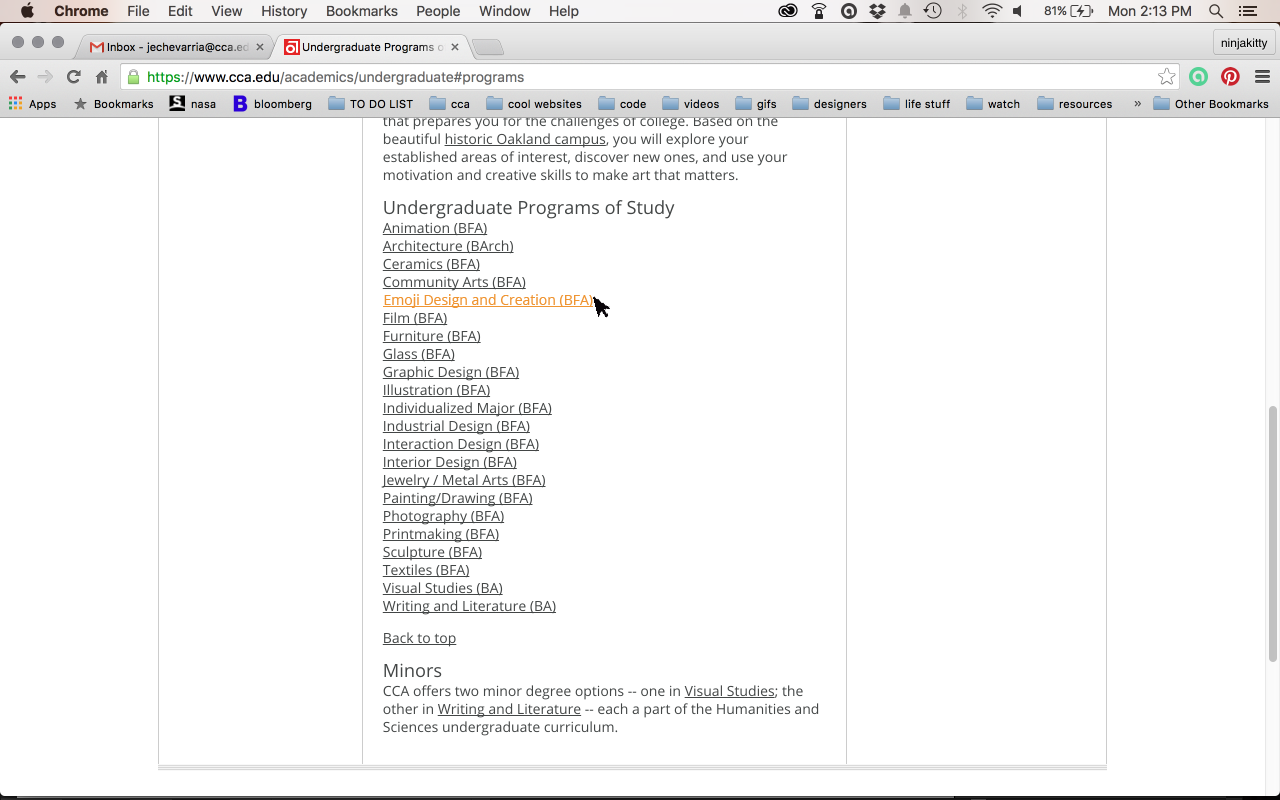 Chrome File Edit View History Bookmarks People Window Help 81% Mon 2:13 PM
Inbox - jechevarria@cca.ed Undergraduate Programs o ninjakitty
https://www.cca.edu/academics/undergraduate#programs
Apps Bookmarks nasa bloomberg TO DO LIST cca cool websites code videos gifs designers life stuff watch resources » Other Bookmarks
that prepares you for the challenges of college. Based on the
beautiful historic Oakland campus, you will explore your
established areas of interest, discover new ones, and use your
motivation and creative skills to make art that matters.
Undergraduate Programs of Study
Animation (BFA)
Architecture (BArch)
Ceramics (BFA)
Community Arts (BFA)
Emoji Design and Creation (BFA)
Film (BFA)
Furniture (BFA)
Glass (BFA)
Graphic Design (BFA)
Illustration (BFA)
Individualized Major (BFA)
Industrial Design (BFA)
Interaction Design (BFA)
Interior Design (BFA)
Jewelry / Metal Arts (BFA)
Painting/Drawing (BFA)
Photography (BFA)
Printmaking (BFA)
Sculpture (BFA)
Textiles (BFA)
Visual Studies (BA)
Writing and Literature (BA)
Back to top
Minors
CCA offers two minor degree options -- one in Visual Studies; the
other in Writing and Literature -- each a part of the Humanities and
Sciences undergraduate curriculum.